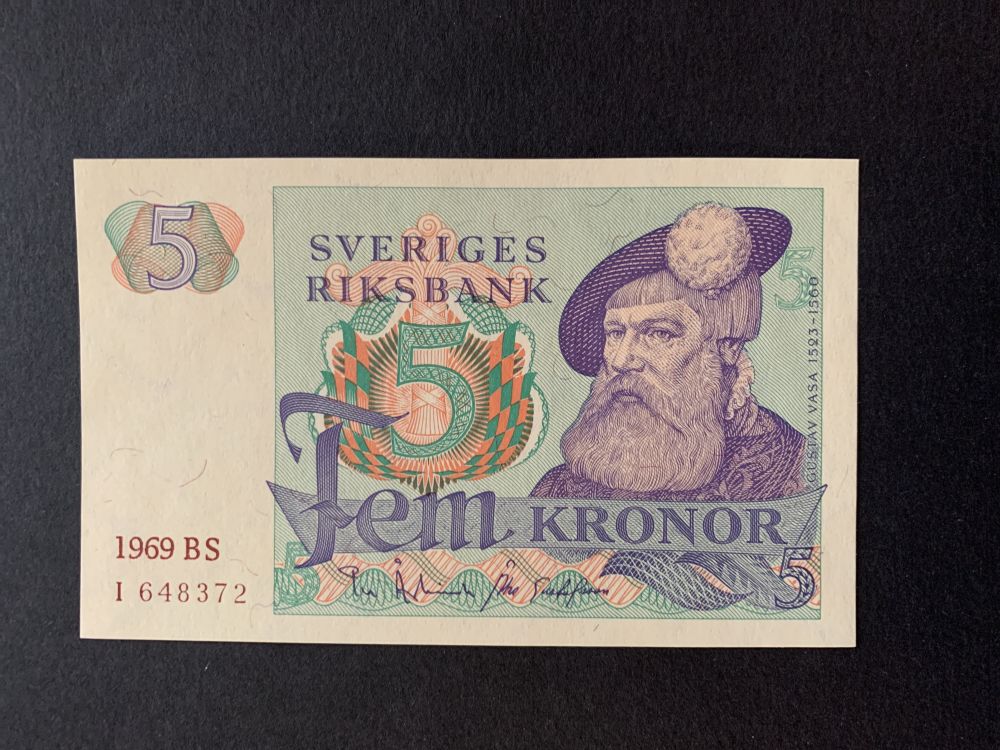 5
SVERIGES
RIKSBANK
5
5
GUSTAV VASA 1523-1560
Fem KRONOR
1969 BS
I 648372
5
5